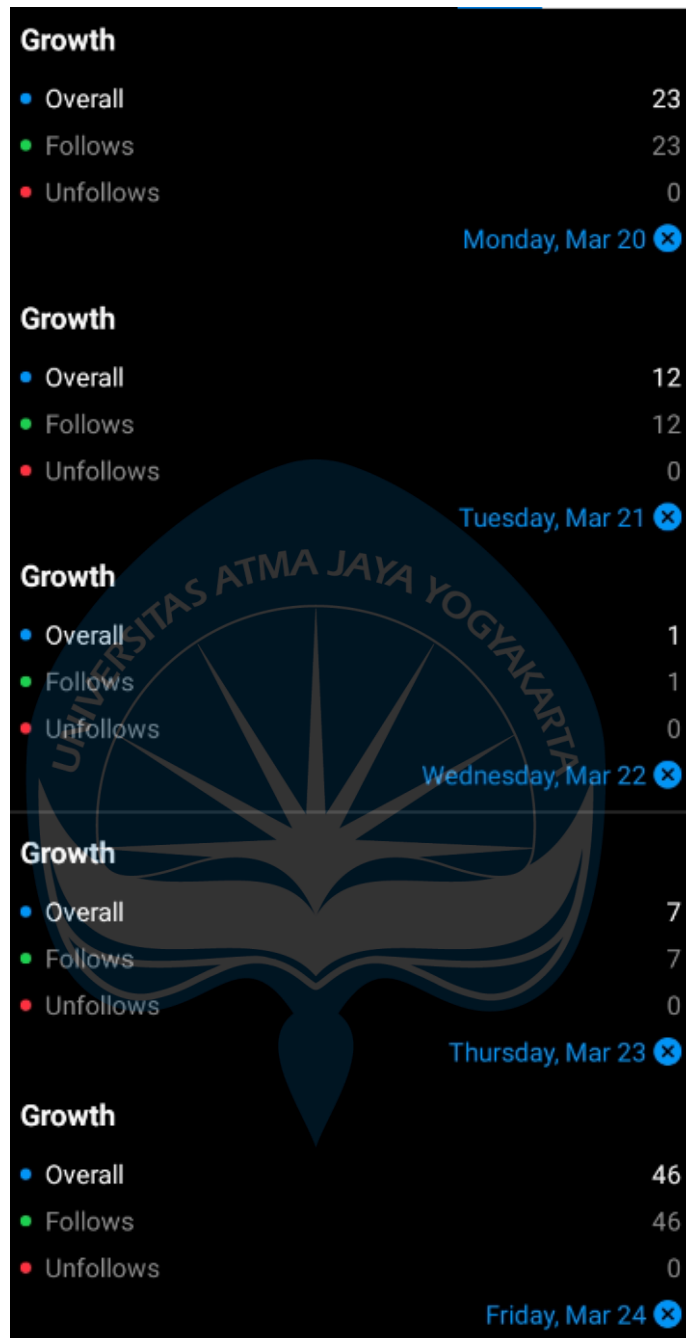 Growth
Overall 23
Follows 23
Unfollows 0
Monday, Mar 20
Growth
Overall 12
Follows 12
Unfollows 0
Tuesday, Mar 21
UNIVERSITAS ATMA JAYA YOGYAKARTA
Growth
Overall 1
Follows 1
Unfollows 0
Wednesday, Mar 22
Growth
Overall 7
Follows 7
Unfollows 0
Thursday, Mar 23
Growth
Overall 46
Follows 46
Unfollows 0
Friday, Mar 24